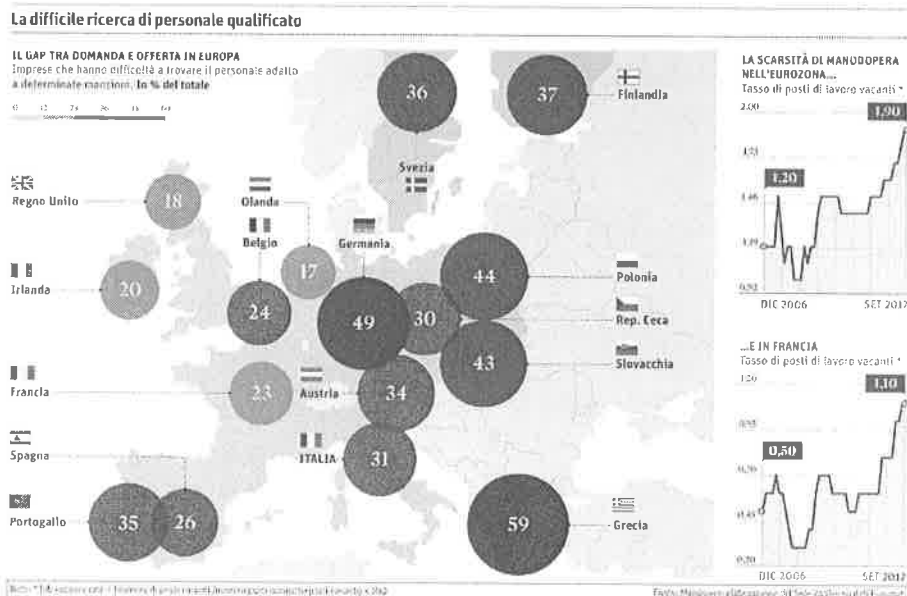 La difficile ricerca di personale qualificato
IL GAP TRA DOMANDA E OFFERTA IN EUROPA
Imprese che hanno difficoltà a trovare il personale adatto
a determinate mansioni. In % del totale
36
Svezia
37
Finlandia
Regno Unito
18
Olanda
17
Belgio
24
Germania
49
Irlanda
20
44
Polonia
30
Rep. Ceca
43
Slovacchia
Francia
23
Austria
34
ITALIA
31
Spagna
26
Portogallo
35
59
Grecia
LA SCARSITÀ DI MANODOPERA
NELL'EUROZONA...
Tasso di posti di lavoro vacanti *
2,00
1,90
1,20
DIC 2006
SET 2017
...E IN FRANCIA
Tasso di posti di lavoro vacanti *
1,10
0,50
0,20
DIC 2006
SET 2017